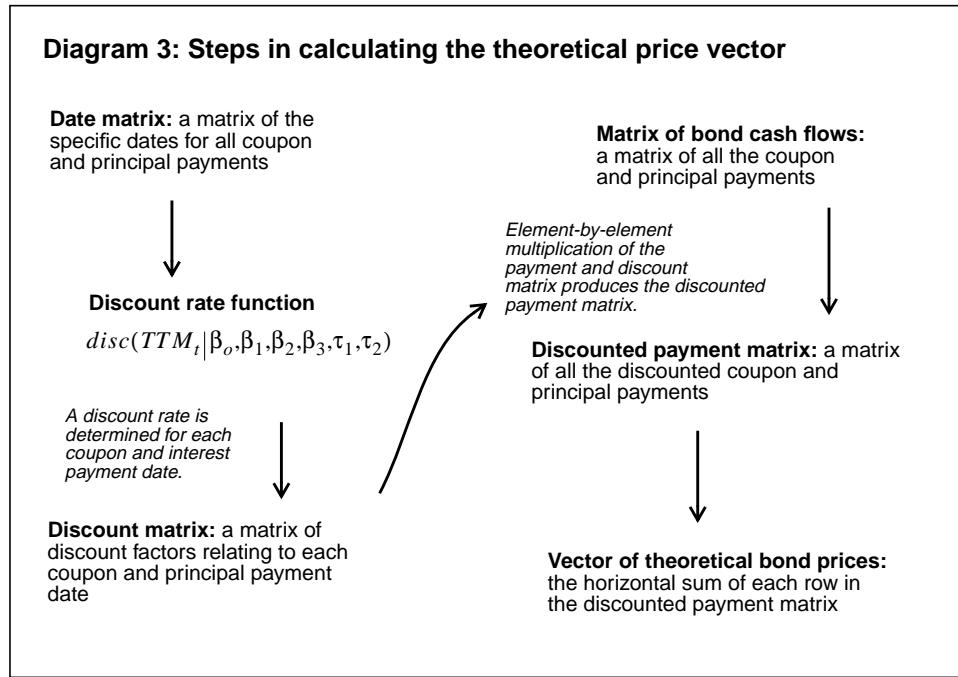 Diagram 3: Steps in calculating the theoretical price vector
Date matrix: a matrix of the
specific dates for all coupon
and principal payments
Discount rate function
disc(TTM_t|β_o,β_1,β_2,β_3,τ_1,τ_2)
A discount rate is
determined for each
coupon and interest
payment date.
Discount matrix: a matrix of
discount factors relating to each
coupon and principal payment
date
Matrix of bond cash flows:
a matrix of all the coupon
and principal payments
Element-by-element
multiplication of the
payment and discount
matrix produces the discounted
payment matrix.
Discounted payment matrix: a matrix
of all the discounted coupon and
principal payments
Vector of theoretical bond prices:
the horizontal sum of each row in
the discounted payment matrix